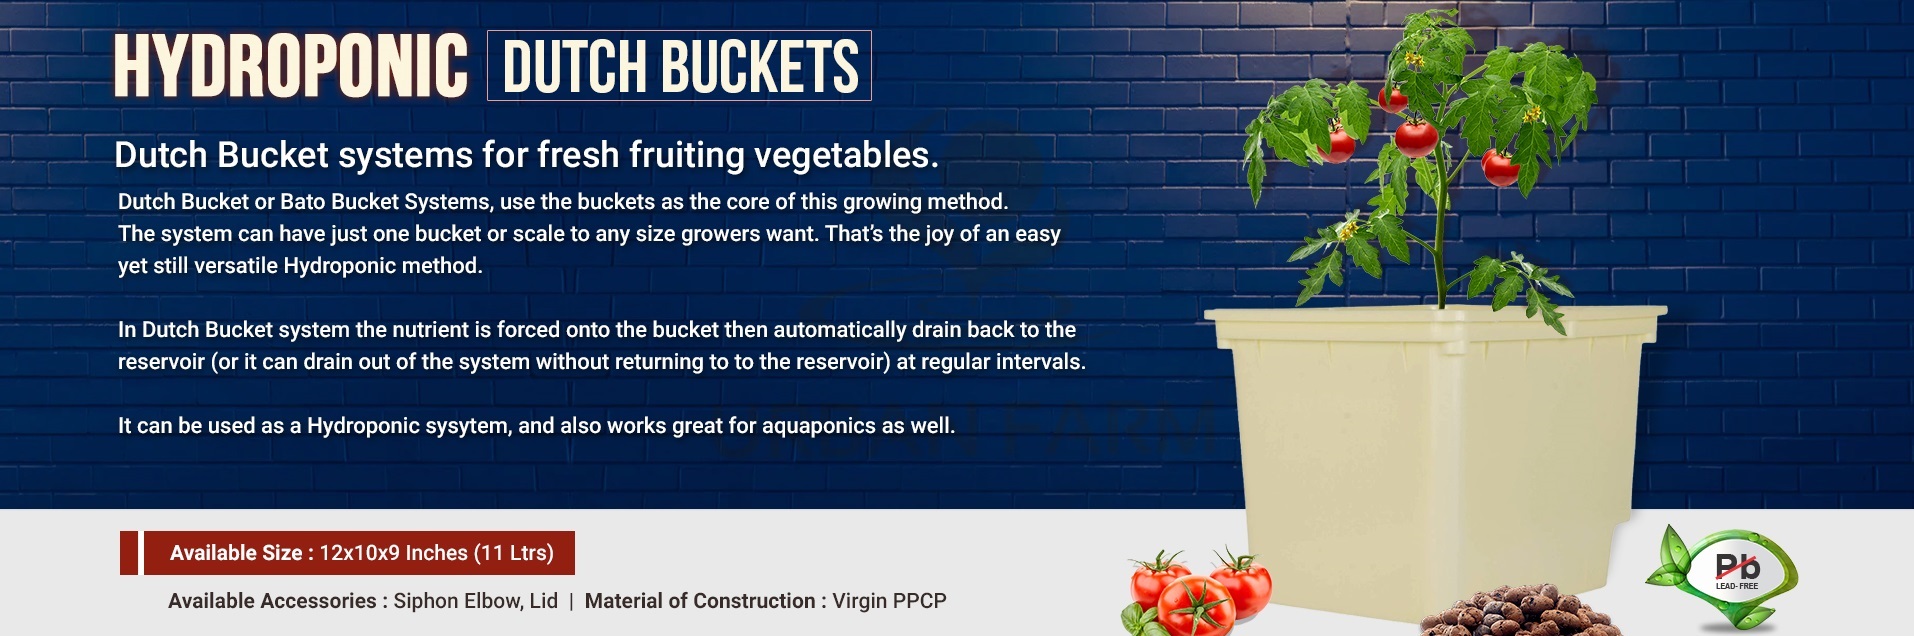 HYDROPONIC DUTCH BUCKETS
Dutch Bucket systems for fresh fruiting vegetables.
Dutch Bucket or Bato Bucket Systems, use the buckets as the core of this growing method.
The system can have just one bucket or scale to any size growers want. That's the joy of an easy
yet still versatile Hydroponic method.
In Dutch Bucket system the nutrient is forced onto the bucket then automatically drain back to the
reservoir (or it can drain out of the system without returning to to the reservoir) at regular intervals.
It can be used as a Hydroponic sysytem, and also works great for aquaponics as well.
URBAN FARM
Available Size : 12x10x9 Inches (11 Ltrs)
Available Accessories : Siphon Elbow, Lid | Material of Construction : Virgin PPCP
Pb
LEAD- FREE